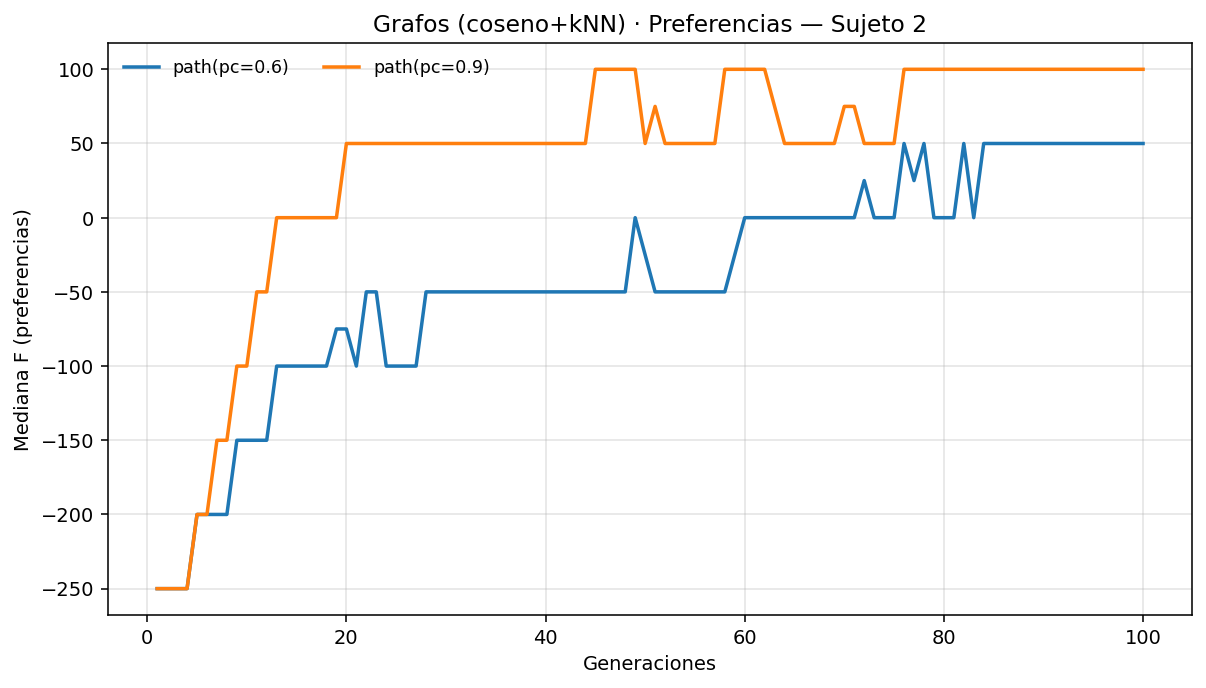 Grafos (coseno+kNN) · Preferencias — Sujeto 2
path(pc=0.6) path(pc=0.9)
Mediana F (preferencias)
100
50
0
−50
−100
−150
−200
−250
0 20 40 60 80 100
Generaciones